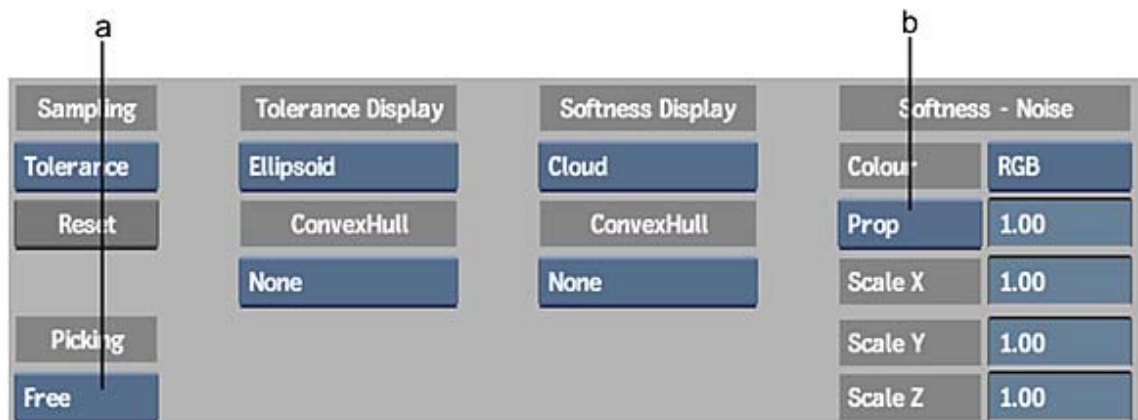 a b
Sampling Tolerance Display Softness Display Softness - Noise
Tolerance Ellipsoid Cloud Colour RGB
Reset ConvexHull ConvexHull Prop 1.00
None None Scale X 1.00
Picking Scale Y 1.00
Free Scale Z 1.00